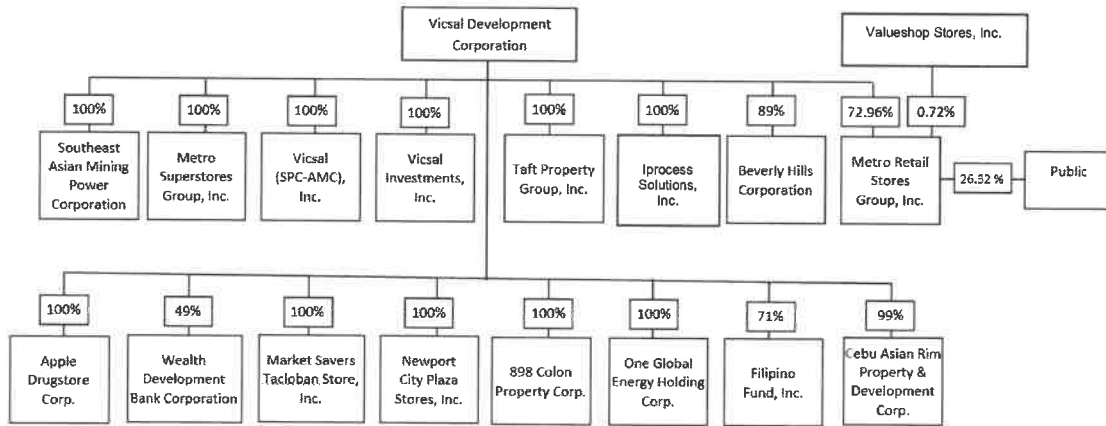 Vicsal Development
Corporation
Valueshop Stores, Inc.
100%
100%
100%
100%
100%
100%
89%
72.96%
0.72%
Southeast
Asian Mining
Power
Corporation
Metro
Superstores
Group, Inc.
Vicsal
(SPC-AMC),
Inc.
Vicsal
Investments,
Inc.
Taft Property
Group, Inc.
Iprocess
Solutions,
Inc.
Beverly Hills
Corporation
Metro Retail
Stores
Group, Inc.
26.32 %
Public
100%
49%
100%
100%
100%
100%
71%
99%
Apple
Drugstore
Corp.
Wealth
Development
Bank Corporation
Market Savers
Tacloban Store,
Inc.
Newport
City Plaza
Stores, Inc.
898 Colon
Property Corp.
One Global
Energy Holding
Corp.
Filipino
Fund, Inc.
Cebu Asian Rim
Property &
Development
Corp.